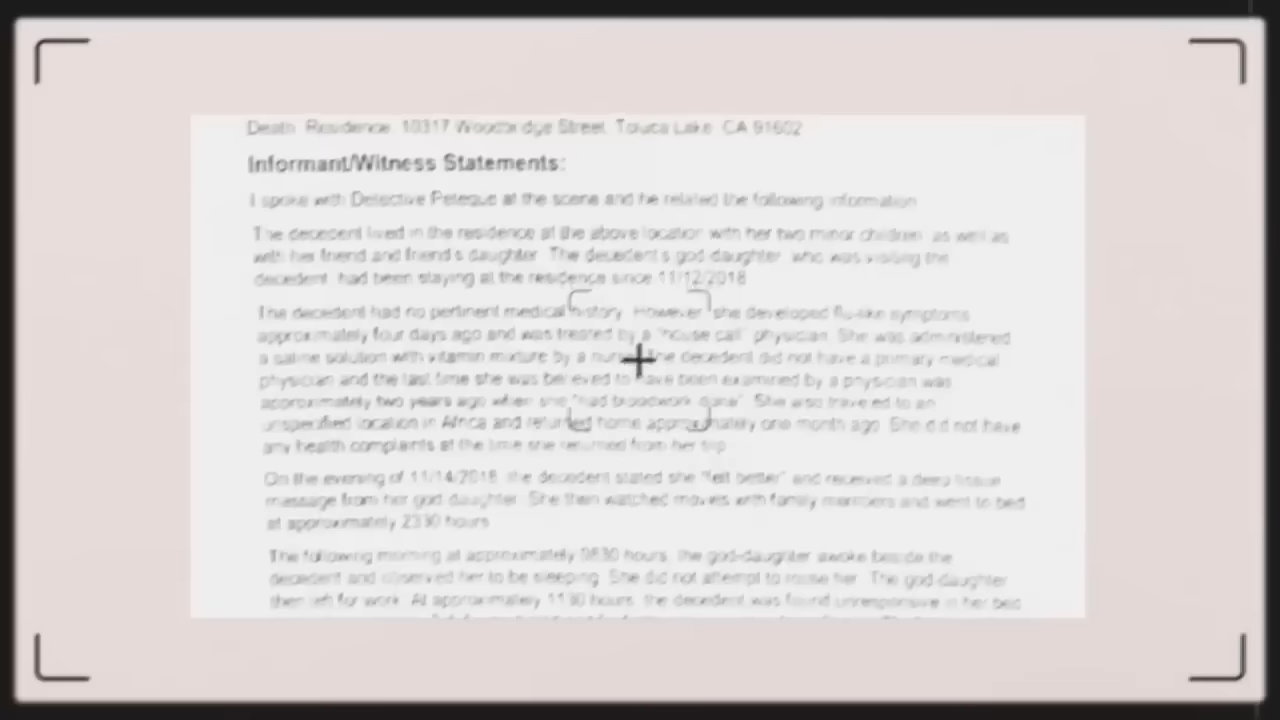 Death Residence 10317 Woodbridge Street, Toluca Lake, CA 91602
Informant/Witness Statements:
I spoke with Detective Peteque at the scene and he related the following information
The decedent lived in the residence at the above location with her two minor children, as well as
with her friend and friend's daughter. The decedent's god-daughter, who was visiting the
decedent, had been staying at the residence since 11/12/2018
The decedent had no pertinent medical history. However, she developed flu-like symptoms
approximately four days ago and was treated by a "house call" physician. She was administered
a saline solution with vitamin mixture by a nurse. The decedent did not have a primary medical
physician and the last time she was believed to have been examined by a physician was
approximately two years ago when she "had bloodwork done". She also traveled to an
unspecified location in Africa and returned home approximately one month ago. She did not have
any health complaints at the time she returned from her trip
On the evening of 11/14/2018, the decedent stated she "felt better" and received a deep tissue
message from her god daughter. She then watched movies with family members and went to bed
at approximately 2330 hours
The following morning at approximately 0830 hours, the god-daughter awoke beside the
decedent and observed her to be sleeping. She did not attempt to rouse her. The god daughter
then left for work. At approximately 1130 hours, the decedent was found unresponsive in her bed